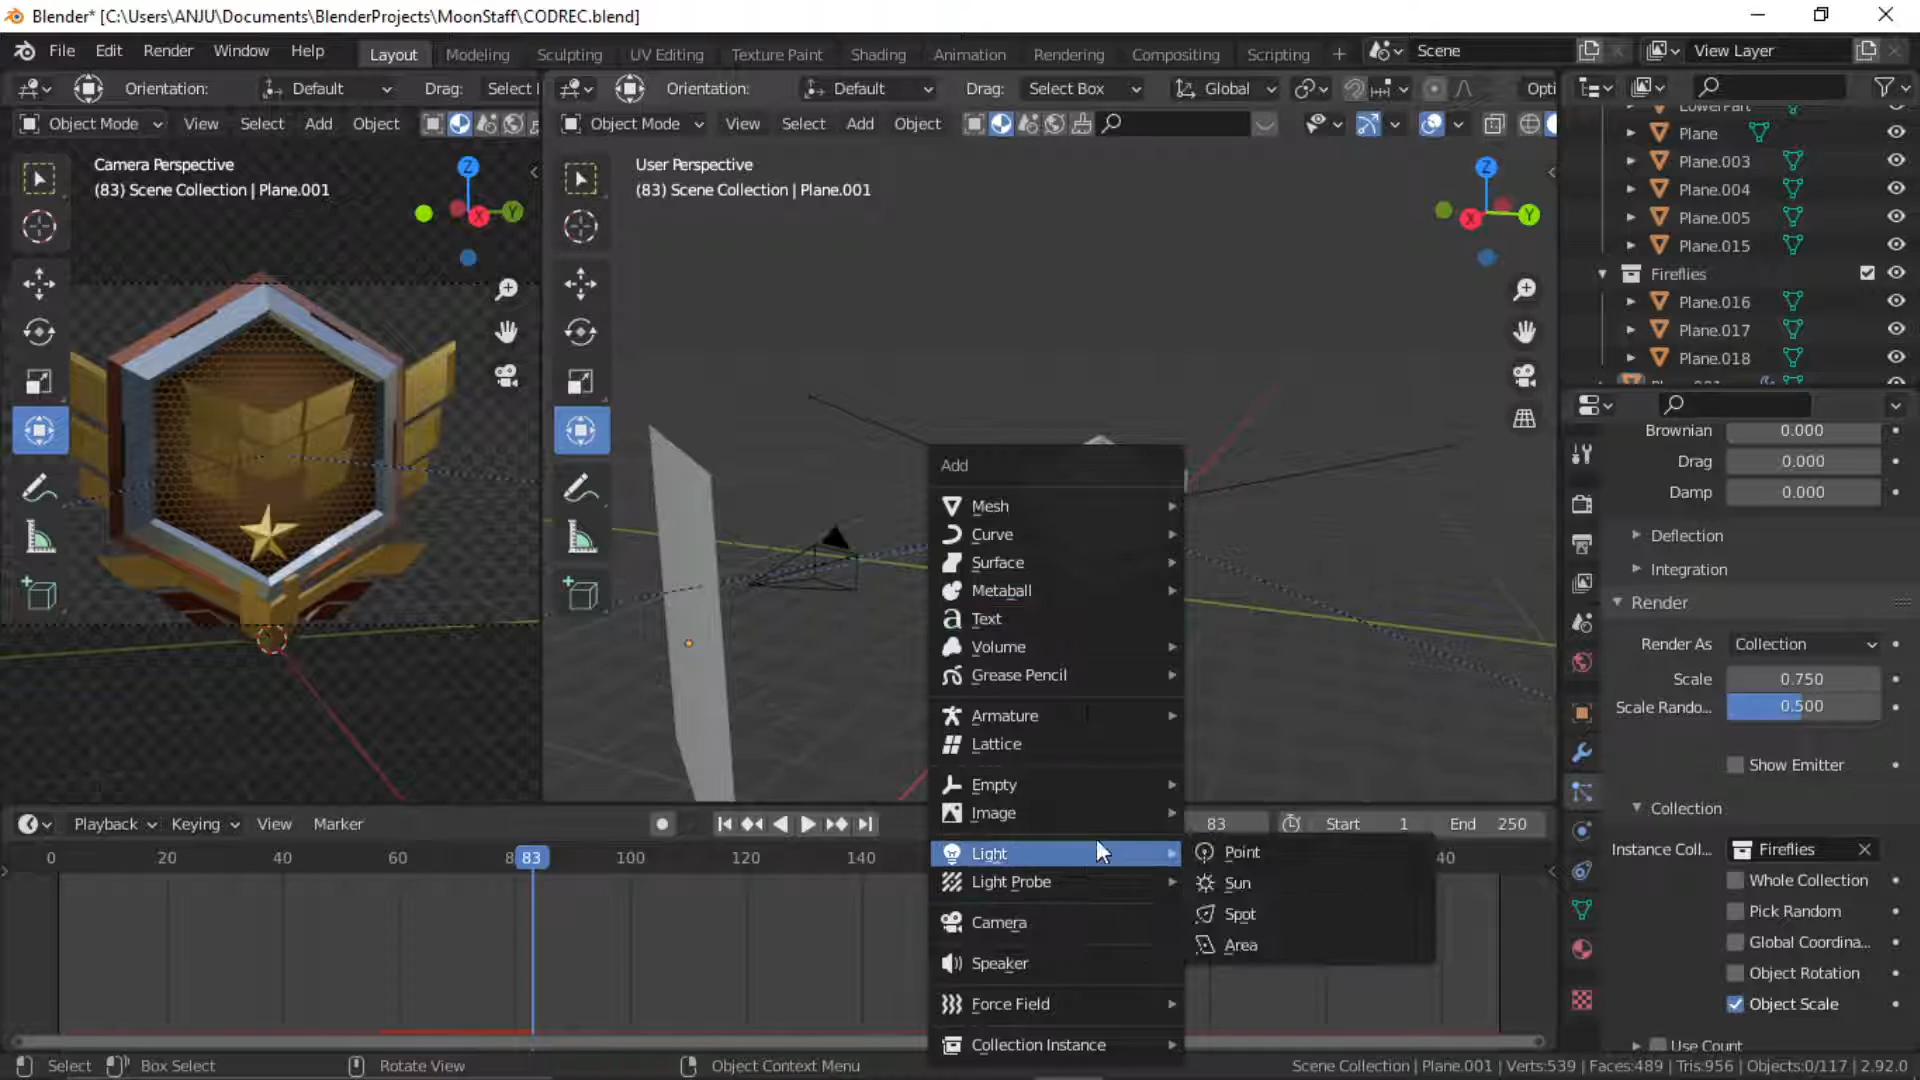 Blender* [C:\Users\ANJU\Documents\BlenderProjects\MoonStaff\CODREC.blend]
File Edit Render Window Help Layout Modeling Sculpting UV Editing Texture Paint Shading Animation Rendering Compositing Scripting + Scene View Layer
Orientation: Default Drag: Select Orientation: Default Drag: Select Box Global Opti
Object Mode View Select Add Object Object Mode View Select Add Object
Camera Perspective
(83) Scene Collection | Plane.001
User Perspective
(83) Scene Collection | Plane.001
Z
X
Y
Z
X
Y
LowerPart
Plane
Plane.003
Plane.004
Plane.005
Plane.015
Fireflies
Plane.016
Plane.017
Plane.018
Brownian 0.000
Drag 0.000
Damp 0.000
Deflection
Integration
Render
Render As Collection
Scale 0.750
Scale Rando... 0.500
Show Emitter
Collection
Instance Coll... Fireflies
Whole Collection
Pick Random
Global Coordina...
Object Rotation
Object Scale
Use Count
Add
Mesh
Curve
Surface
Metaball
Text
Volume
Grease Pencil
Armature
Lattice
Empty
Image
Light
Light Probe
Camera
Speaker
Force Field
Collection Instance
Point
Sun
Spot
Area
Playback Keying View Marker 83 Start 1 End 250
0 20 40 60 8 83 100 120 140 40
Select Box Select Rotate View Object Context Menu Scene Collection | Plane.001 | Verts:539 | Faces:489 | Tris:956 | Objects:0/117 | 2.92.0